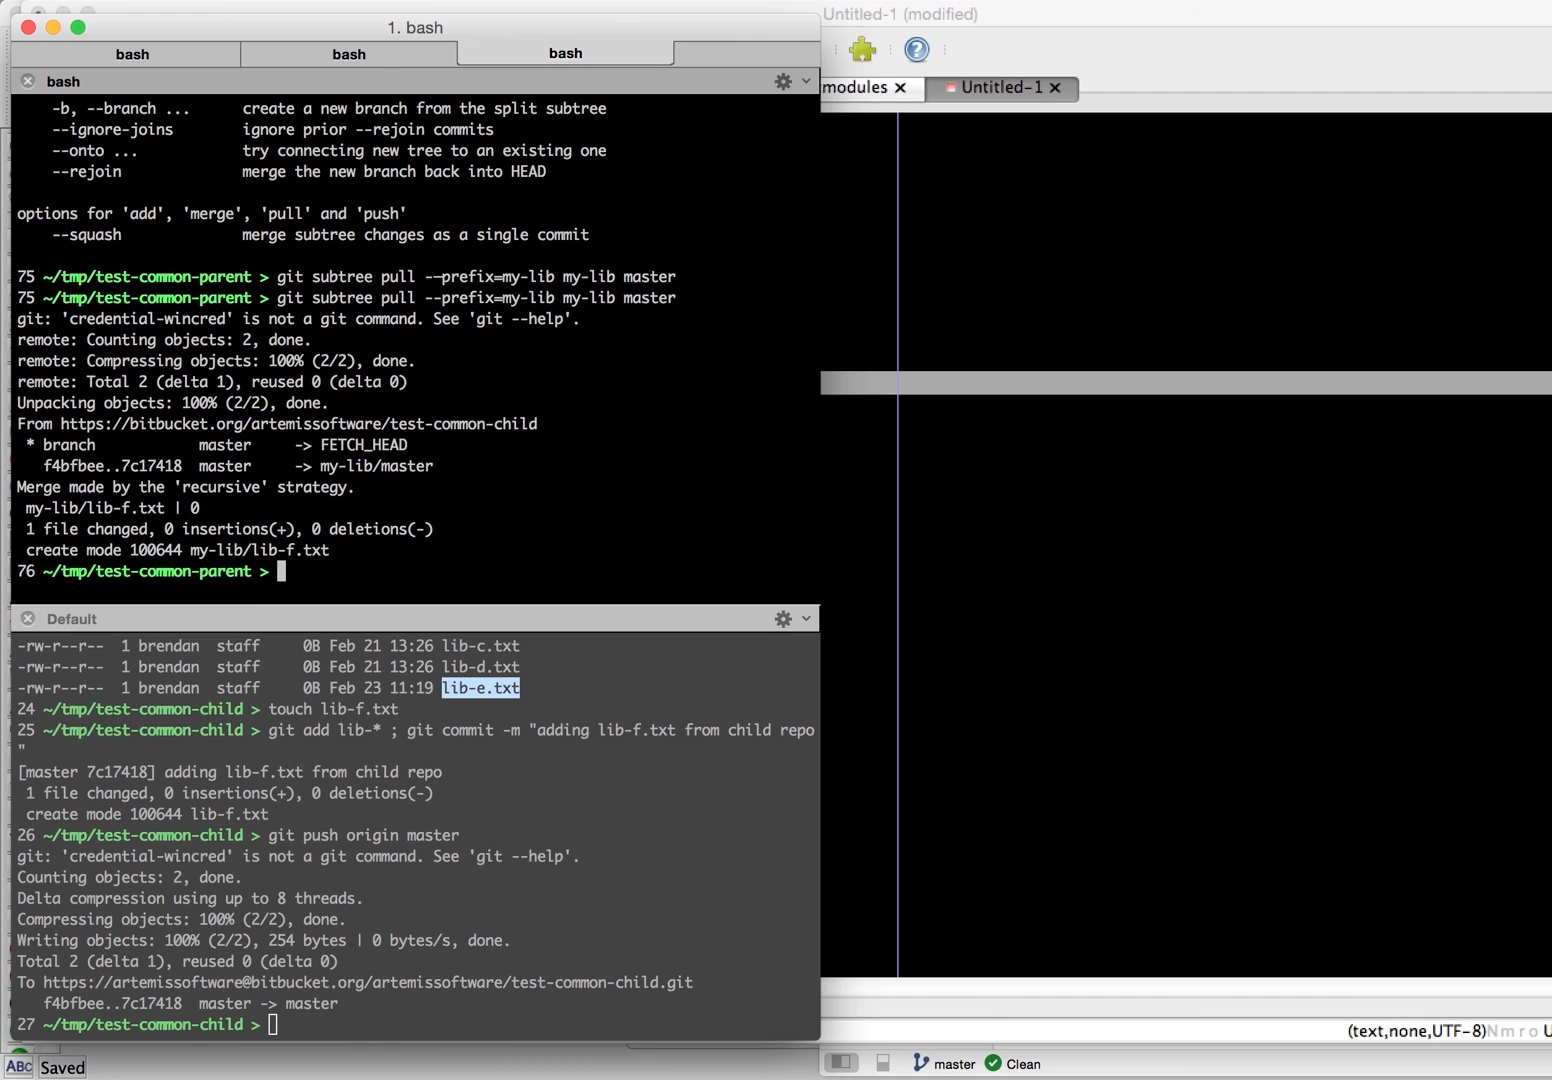 Untitled-1 (modified)
1. bash
bash bash bash
modules ✕ Untitled-1 ✕
bash
-b, --branch ... create a new branch from the split subtree
--ignore-joins ignore prior --rejoin commits
--onto ... try connecting new tree to an existing one
--rejoin merge the new branch back into HEAD
options for 'add', 'merge', 'pull' and 'push'
--squash merge subtree changes as a single commit
75 ~/tmp/test-common-parent > git subtree pull --prefix=my-lib my-lib master
75 ~/tmp/test-common-parent > git subtree pull --prefix=my-lib my-lib master
git: 'credential-wincred' is not a git command. See 'git --help'.
remote: Counting objects: 2, done.
remote: Compressing objects: 100% (2/2), done.
remote: Total 2 (delta 1), reused 0 (delta 0)
Unpacking objects: 100% (2/2), done.
From https://bitbucket.org/artemissoftware/test-common-child
* branch master -> FETCH_HEAD
f4bfbee..7c17418 master -> my-lib/master
Merge made by the 'recursive' strategy.
my-lib/lib-f.txt | 0
1 file changed, 0 insertions(+), 0 deletions(-)
create mode 100644 my-lib/lib-f.txt
76 ~/tmp/test-common-parent >
Default
-rw-r--r-- 1 brendan staff 0B Feb 21 13:26 lib-c.txt
-rw-r--r-- 1 brendan staff 0B Feb 21 13:26 lib-d.txt
-rw-r--r-- 1 brendan staff 0B Feb 23 11:19 lib-e.txt
24 ~/tmp/test-common-child > touch lib-f.txt
25 ~/tmp/test-common-child > git add lib-* ; git commit -m "adding lib-f.txt from child repo
"
[master 7c17418] adding lib-f.txt from child repo
1 file changed, 0 insertions(+), 0 deletions(-)
create mode 100644 lib-f.txt
26 ~/tmp/test-common-child > git push origin master
git: 'credential-wincred' is not a git command. See 'git --help'.
Counting objects: 2, done.
Delta compression using up to 8 threads.
Compressing objects: 100% (2/2), done.
Writing objects: 100% (2/2), 254 bytes | 0 bytes/s, done.
Total 2 (delta 1), reused 0 (delta 0)
To https://artemissoftware@bitbucket.org/artemissoftware/test-common-child.git
f4bfbee..7c17418 master -> master
27 ~/tmp/test-common-child >
(text,none,UTF-8) N m r o U
ABC Saved
master Clean